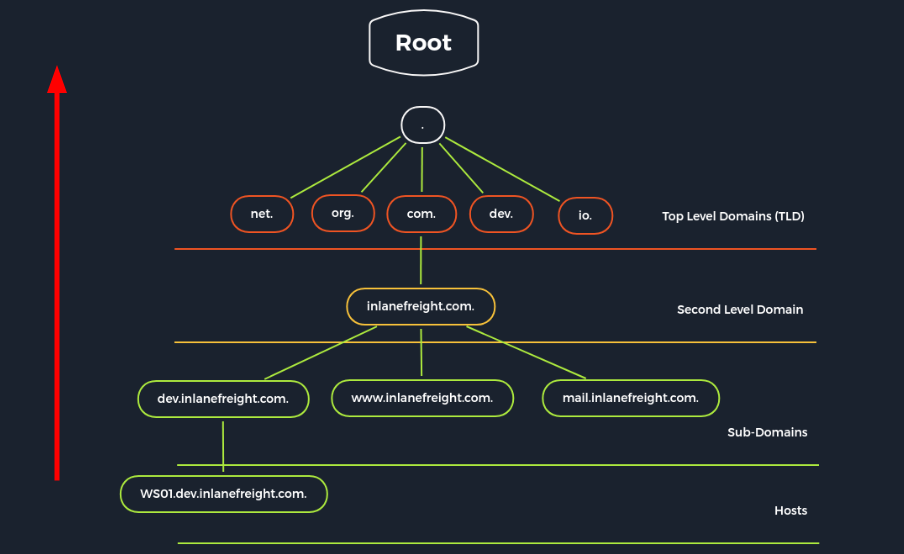 Root
.
net.
org.
com.
dev.
io.
Top Level Domains (TLD)
inlanefreight.com.
Second Level Domain
dev.inlanefreight.com.
www.inlanefreight.com.
mail.inlanefreight.com.
Sub-Domains
WS01.dev.inlanefreight.com.
Hosts